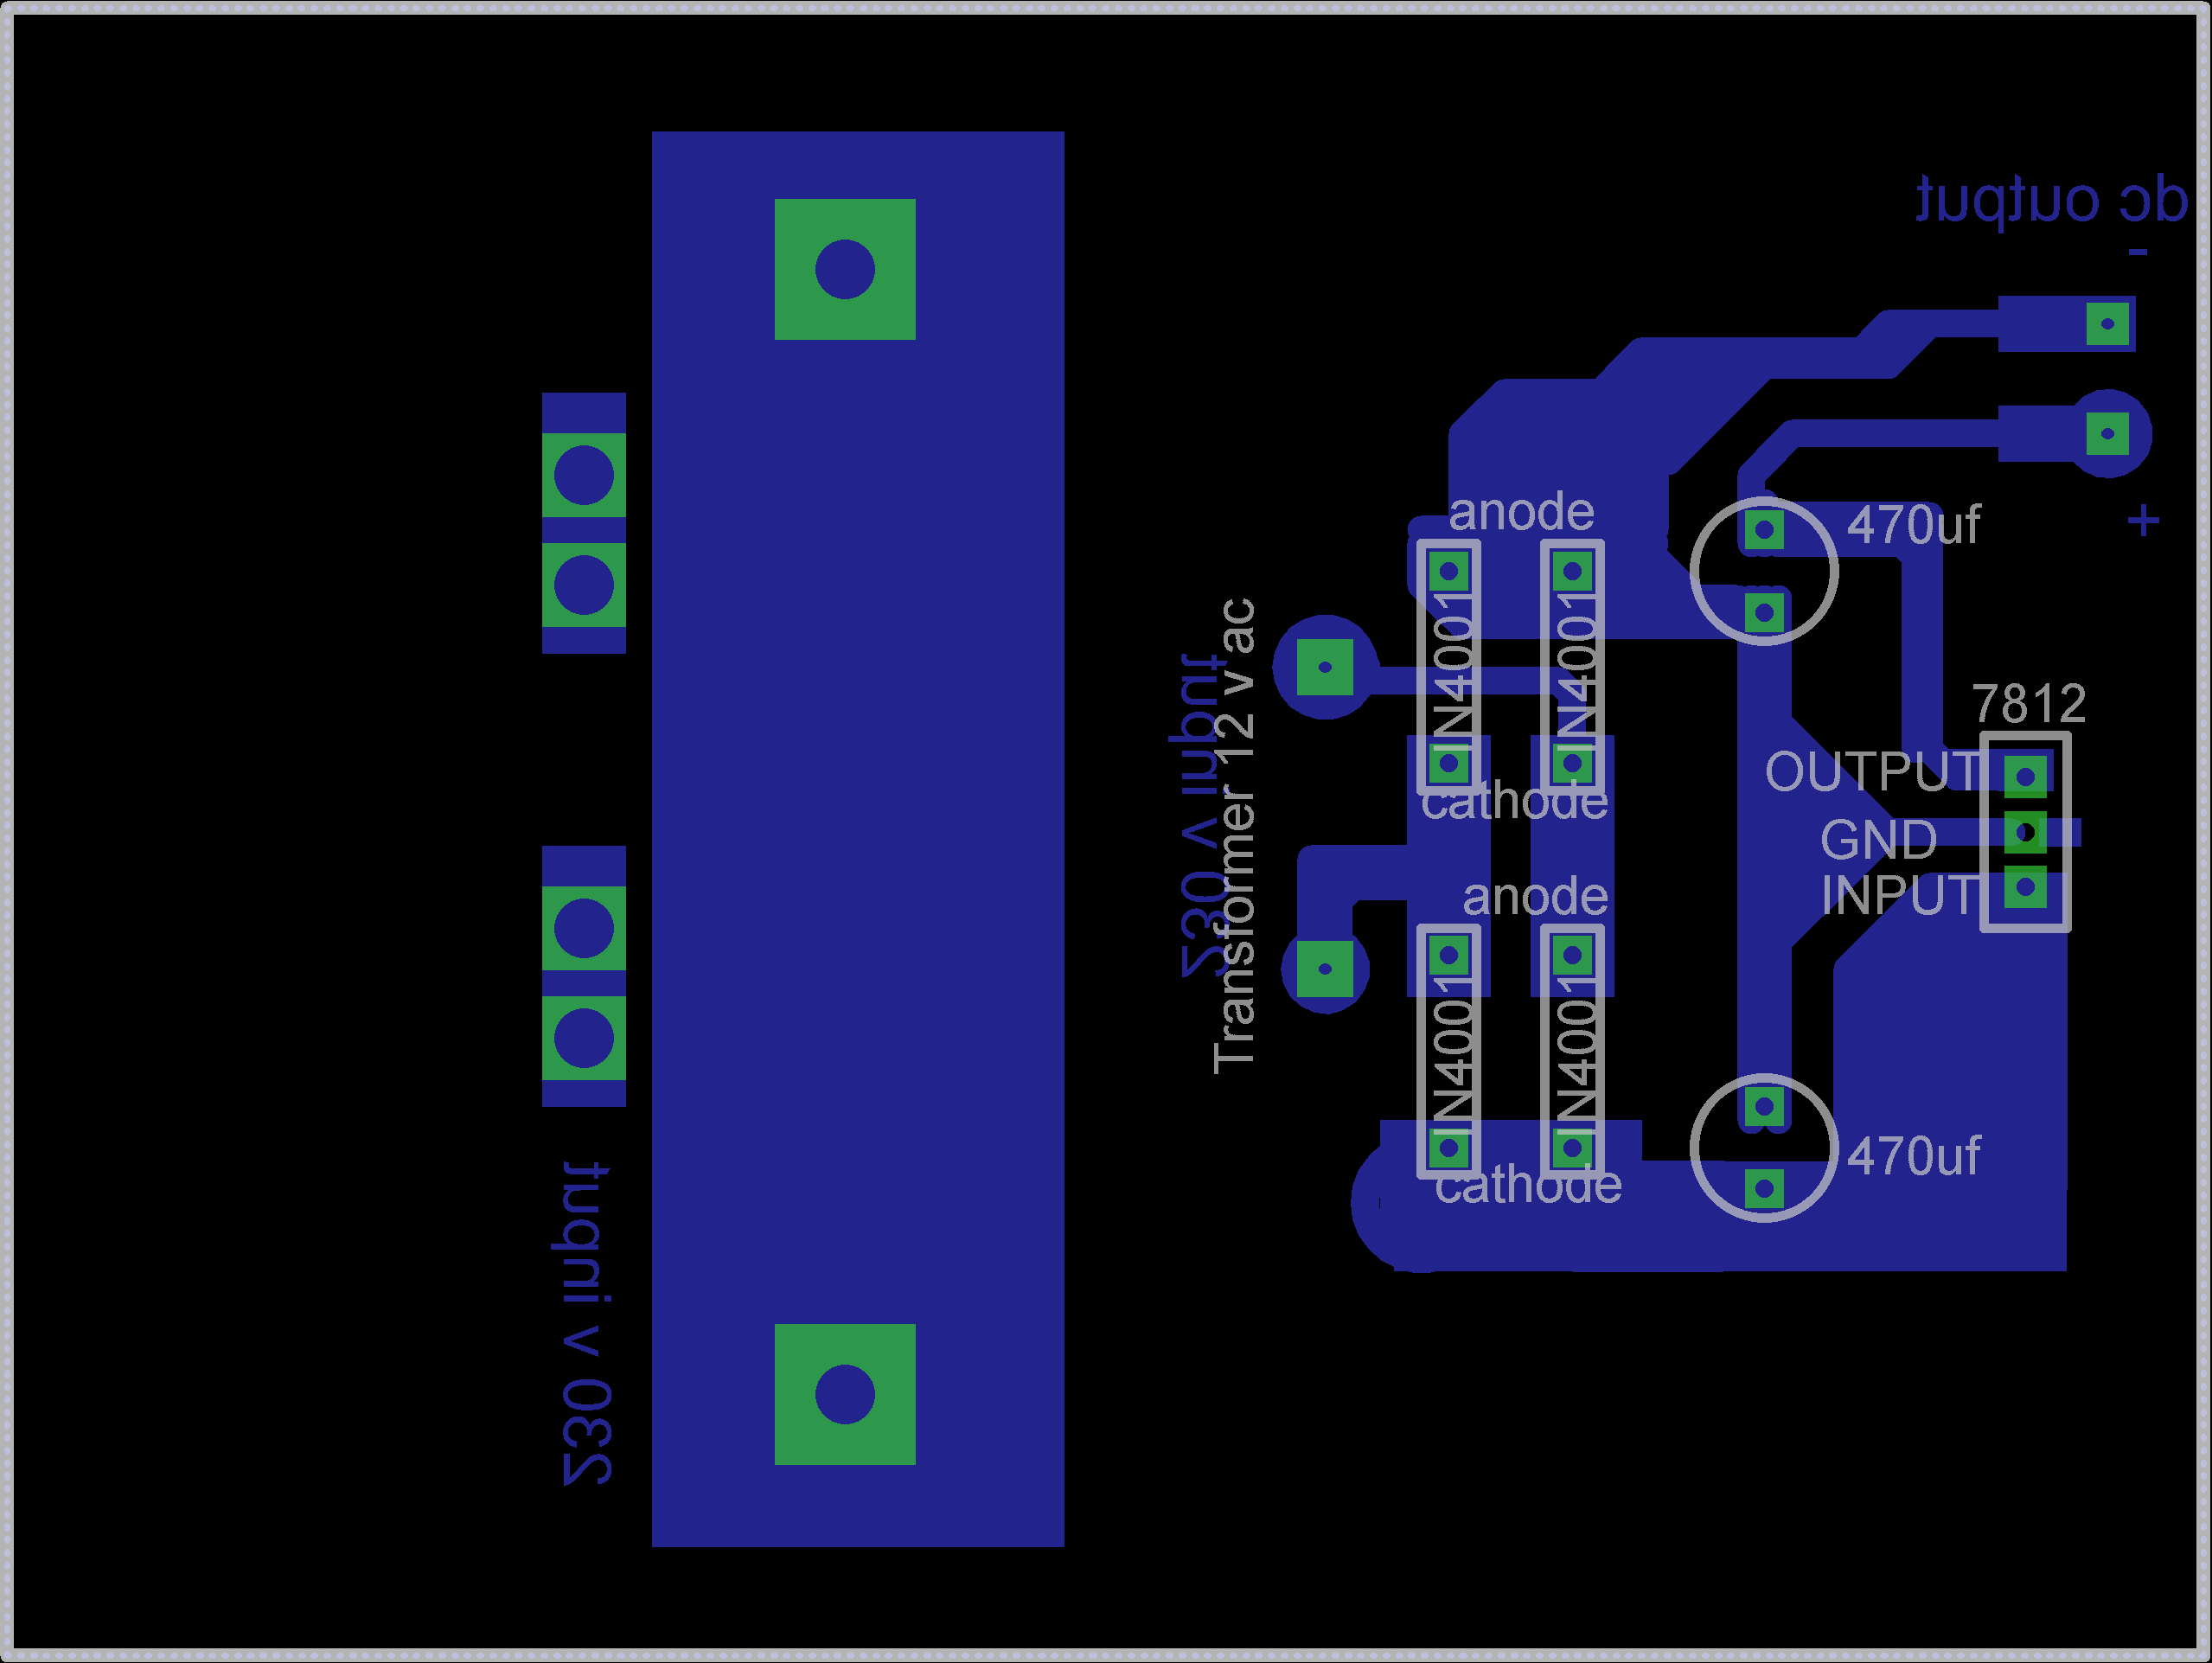 dc output
-
+
anode
470uf
IN4001
IN4001
Transformer 12 v ac
230 v input
7812
OUTPUT
GND
INPUT
cathode
anode
IN4001
IN4001
470uf
cathode
230 v input